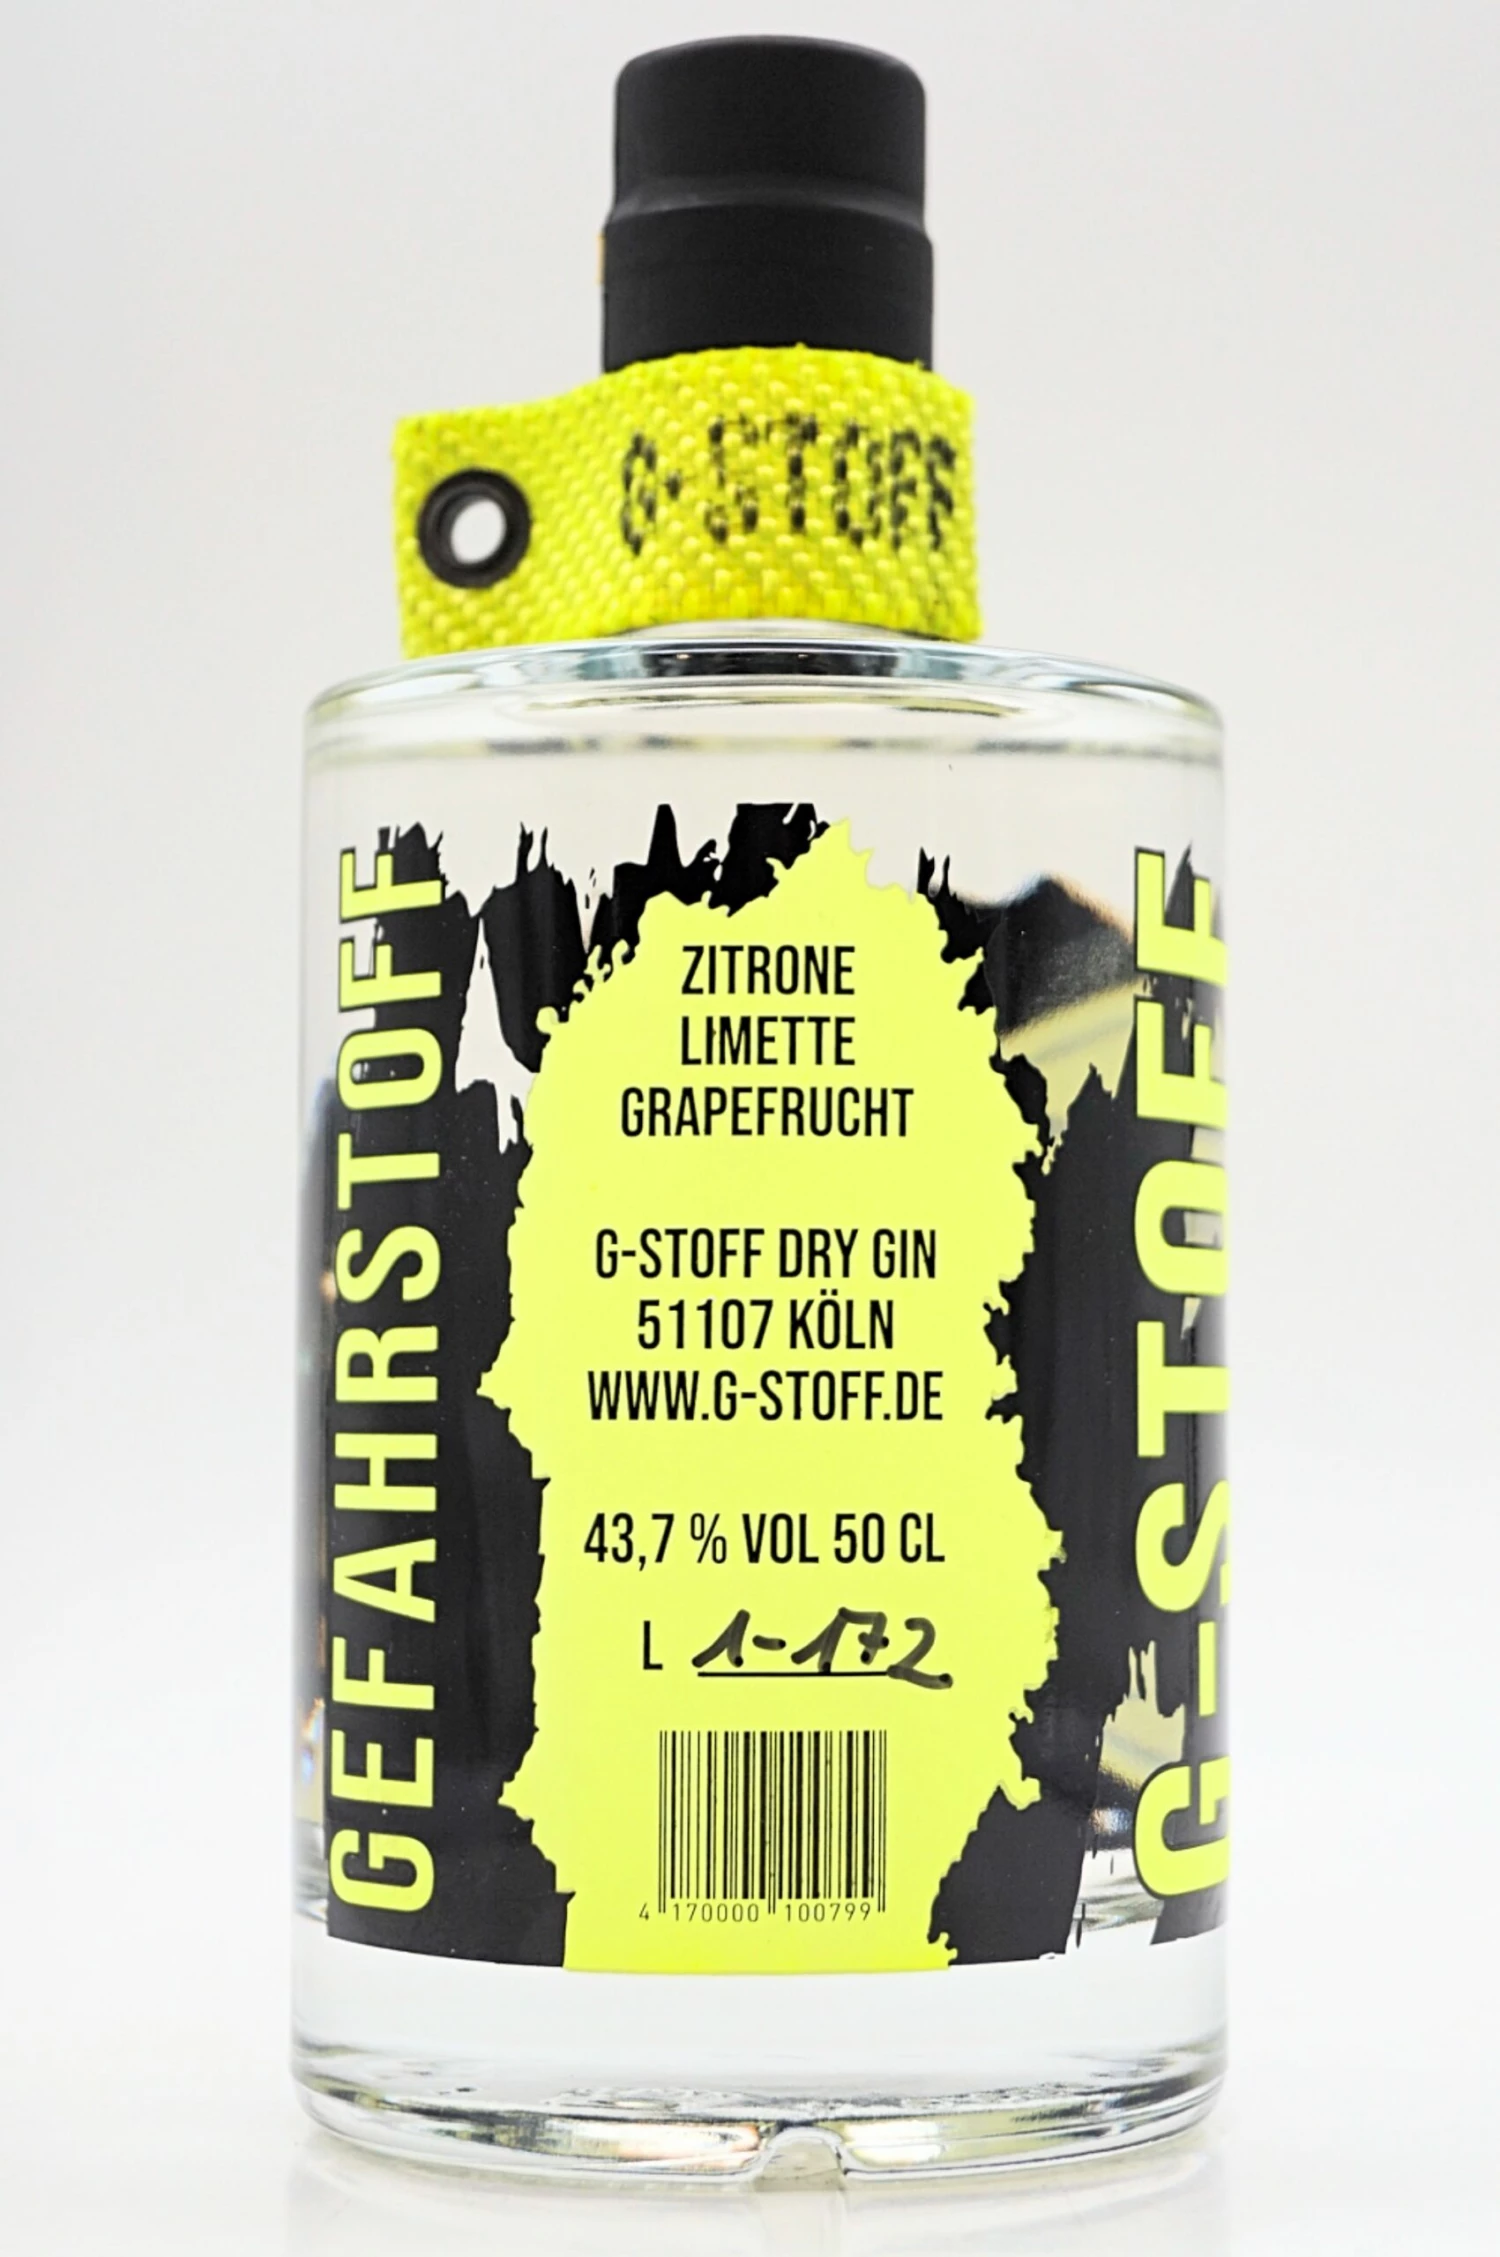 G-STOFF
GEFAHRSTOFF
ZITRONE
LIMETTE
GRAPEFRUCHT
G-STOFF DRY GIN
51107 KÖLN
WWW.G-STOFF.DE
43,7 % VOL 50 CL
L 1-172
4 170000 100799
G-STOFF